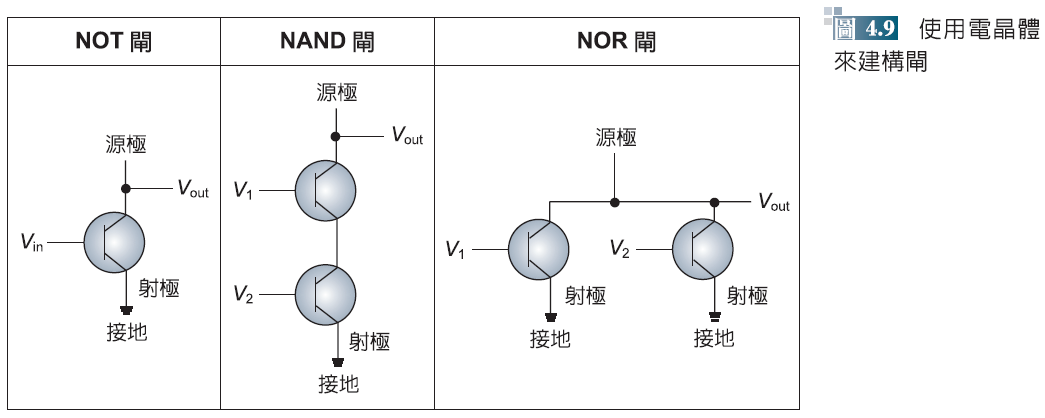 NOT 閘
NAND 閘
NOR 閘
源極
Vout
Vin
射極
接地
源極
Vout
V1
V2
射極
接地
源極
Vout
V1
V2
射極
射極
接地
接地
圖 4.9 使用電晶體
來建構閘